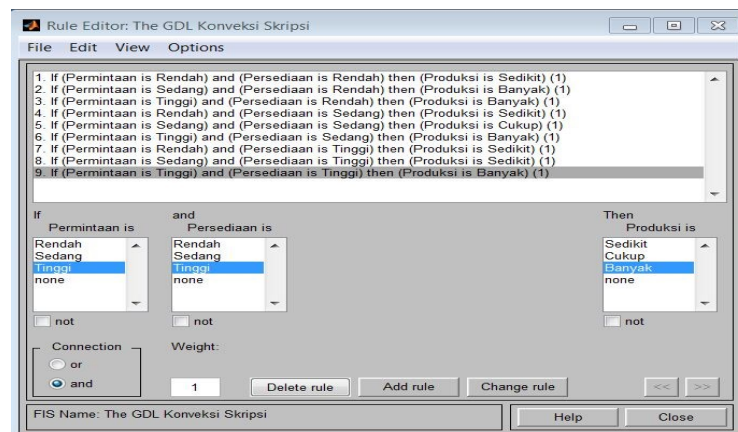 Rule Editor: The GDL Konveksi Skripsi
File Edit View Options
1. If (Permintaan is Rendah) and (Persediaan is Rendah) then (Produksi is Sedikit) (1)
2. If (Permintaan is Sedang) and (Persediaan is Rendah) then (Produksi is Banyak) (1)
3. If (Permintaan is Tinggi) and (Persediaan is Rendah) then (Produksi is Banyak) (1)
4. If (Permintaan is Rendah) and (Persediaan is Sedang) then (Produksi is Sedikit) (1)
5. If (Permintaan is Sedang) and (Persediaan is Sedang) then (Produksi is Cukup) (1)
6. If (Permintaan is Tinggi) and (Persediaan is Sedang) then (Produksi is Banyak) (1)
7. If (Permintaan is Rendah) and (Persediaan is Tinggi) then (Produksi is Sedikit) (1)
8. If (Permintaan is Sedang) and (Persediaan is Tinggi) then (Produksi is Sedikit) (1)
9. If (Permintaan is Tinggi) and (Persediaan is Tinggi) then (Produksi is Banyak) (1)
If
Permintaan is
Rendah
Sedang
Tinggi
none
not
and
Persediaan is
Rendah
Sedang
Tinggi
none
not
Then
Produksi is
Sedikit
Cukup
Banyak
none
not
Connection
or
and
Weight:
1
Delete rule
Add rule
Change rule
<<
>>
FIS Name: The GDL Konveksi Skripsi
Help
Close